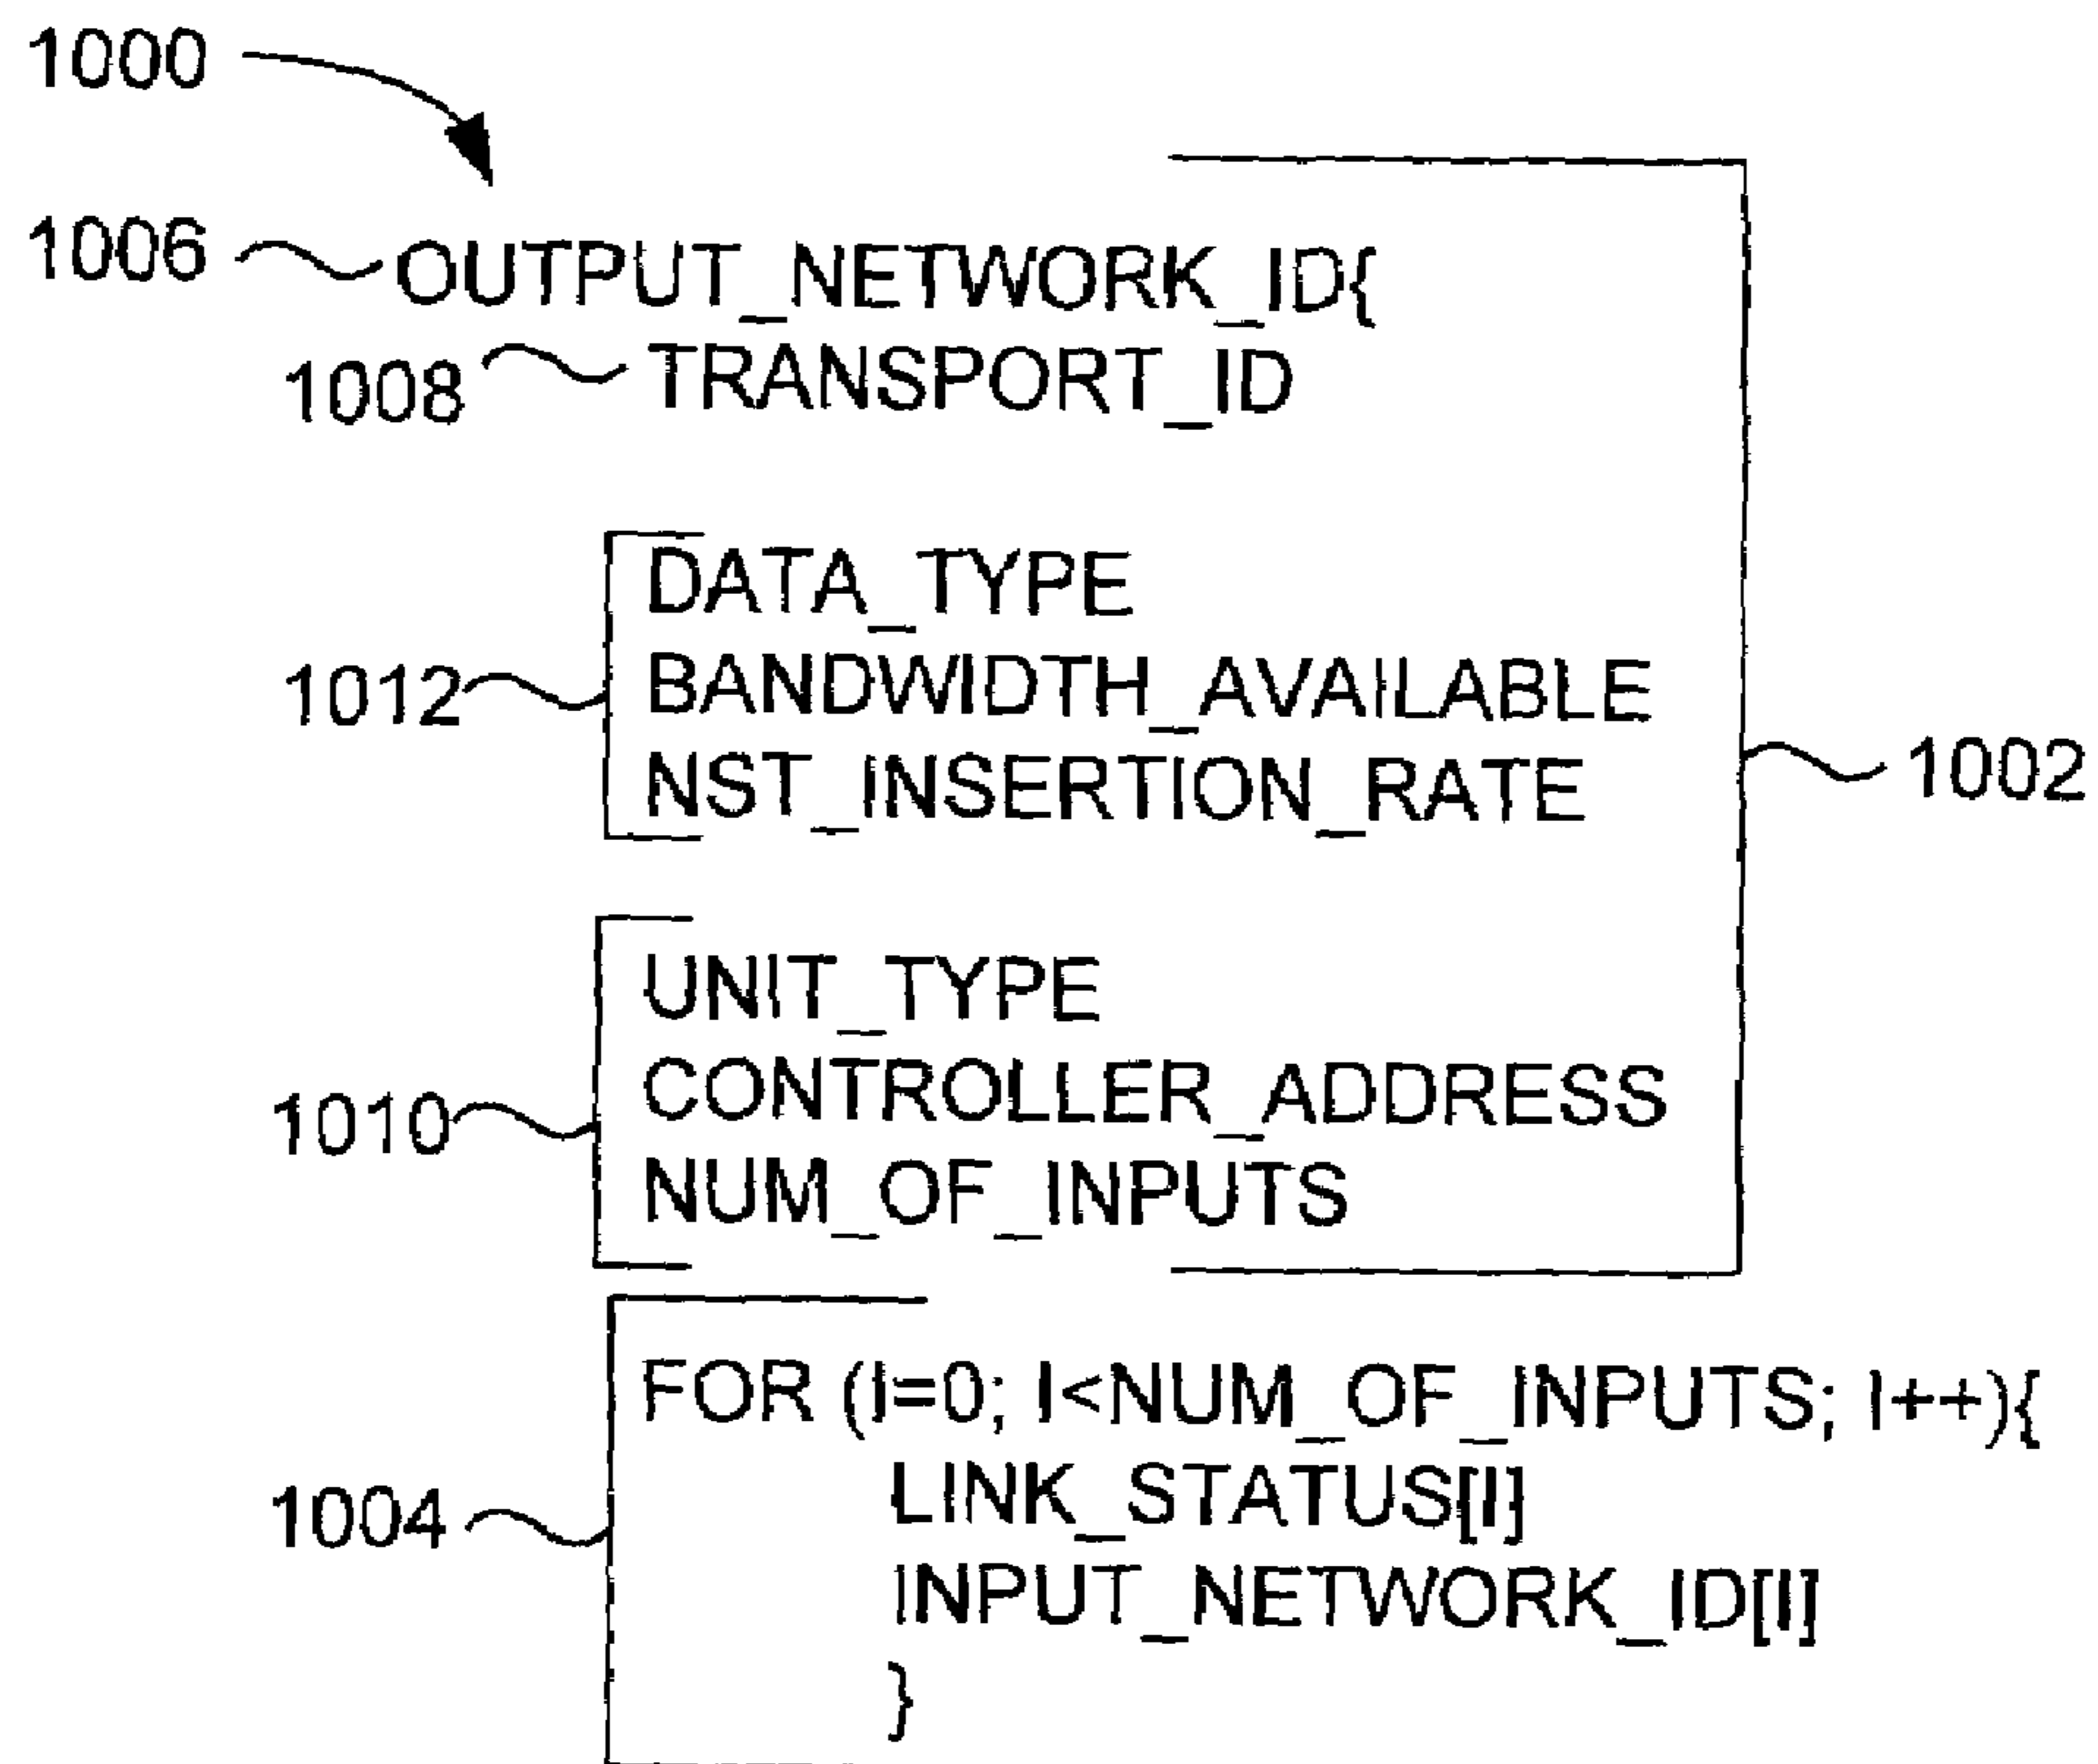 1000
1006 OUTPUT_NETWORK_ID{
1008 TRANSPORT_ID
DATA_TYPE
1012 BANDWIDTH_AVAILABLE
NST_INSERTION_RATE
1002
UNIT_TYPE
1010 CONTROLLER_ADDRESS
NUM_OF_INPUTS
FOR (I=0; I<NUM_OF_INPUTS; I++){
1004 LINK_STATUS[I]
INPUT_NETWORK_ID[I]
}